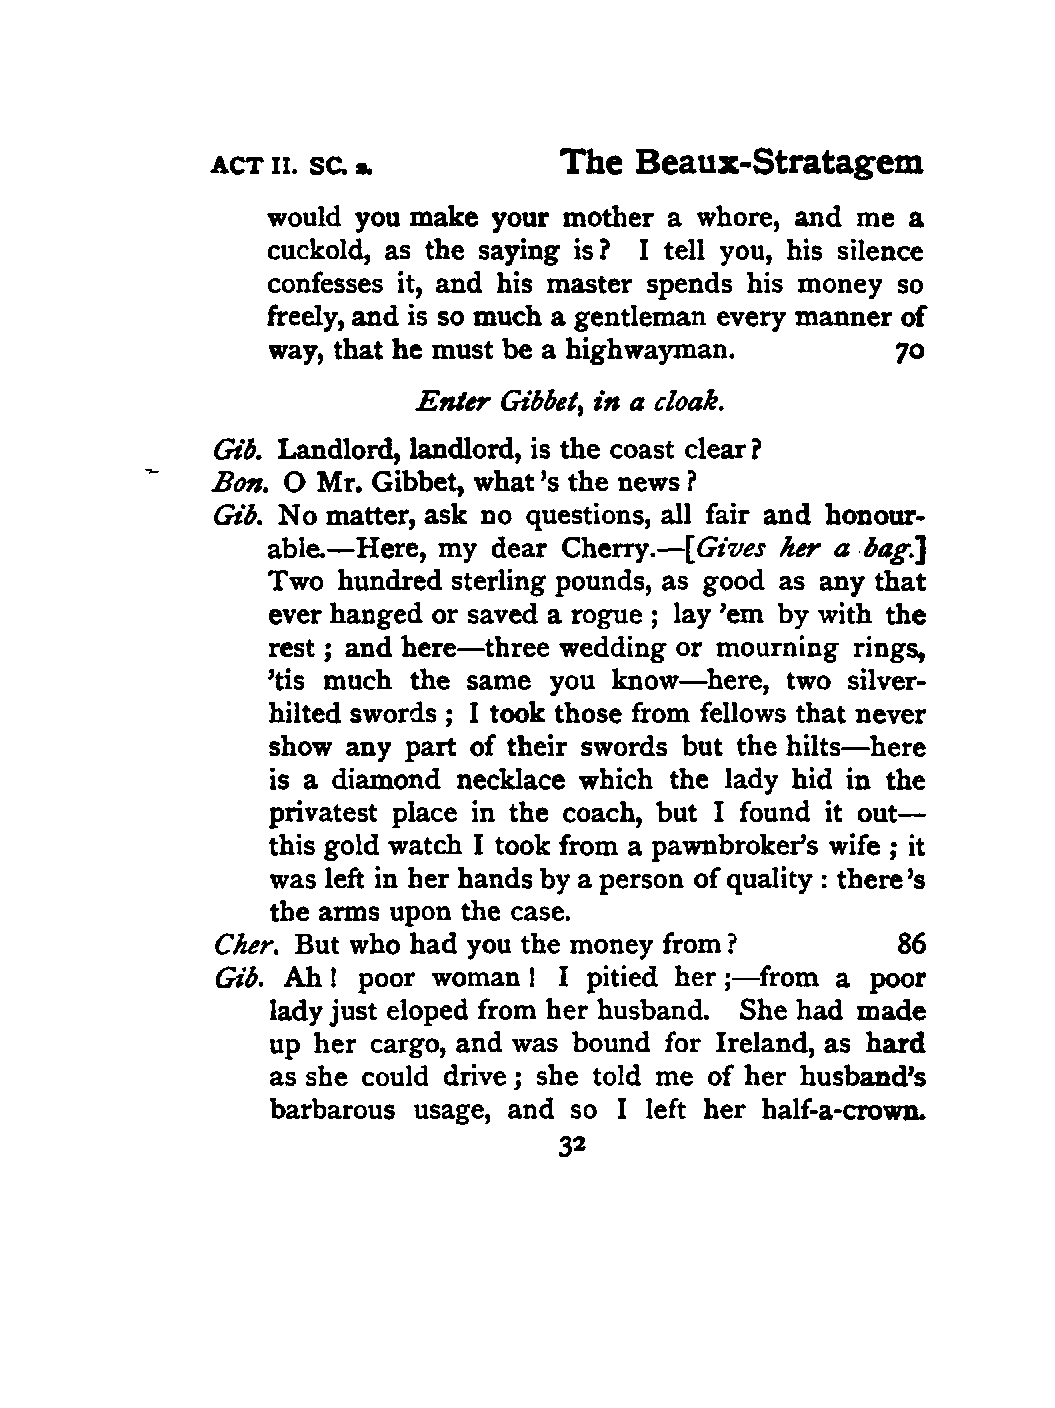 ACT II. SC. 2. The Beaux-Stratagem
would you make your mother a whore, and me a
cuckold, as the saying is? I tell you, his silence
confesses it, and his master spends his money so
freely, and is so much a gentleman every manner of
way, that he must be a highwayman. 70
Enter Gibbet, in a cloak.
Gib. Landlord, landlord, is the coast clear?
Bon. O Mr. Gibbet, what's the news?
Gib. No matter, ask no questions, all fair and honour-
able.—Here, my dear Cherry.—[Gives her a bag.]
Two hundred sterling pounds, as good as any that
ever hanged or saved a rogue; lay 'em by with the
rest; and here—three wedding or mourning rings,
'tis much the same you know—here, two silver-
hilted swords; I took those from fellows that never
show any part of their swords but the hilts—here
is a diamond necklace which the lady hid in the
privatest place in the coach, but I found it out—
this gold watch I took from a pawnbroker's wife; it
was left in her hands by a person of quality: there's
the arms upon the case.
Cher. But who had you the money from? 86
Gib. Ah! poor woman! I pitied her;—from a poor
lady just eloped from her husband. She had made
up her cargo, and was bound for Ireland, as hard
as she could drive; she told me of her husband's
barbarous usage, and so I left her half-a-crown.
32